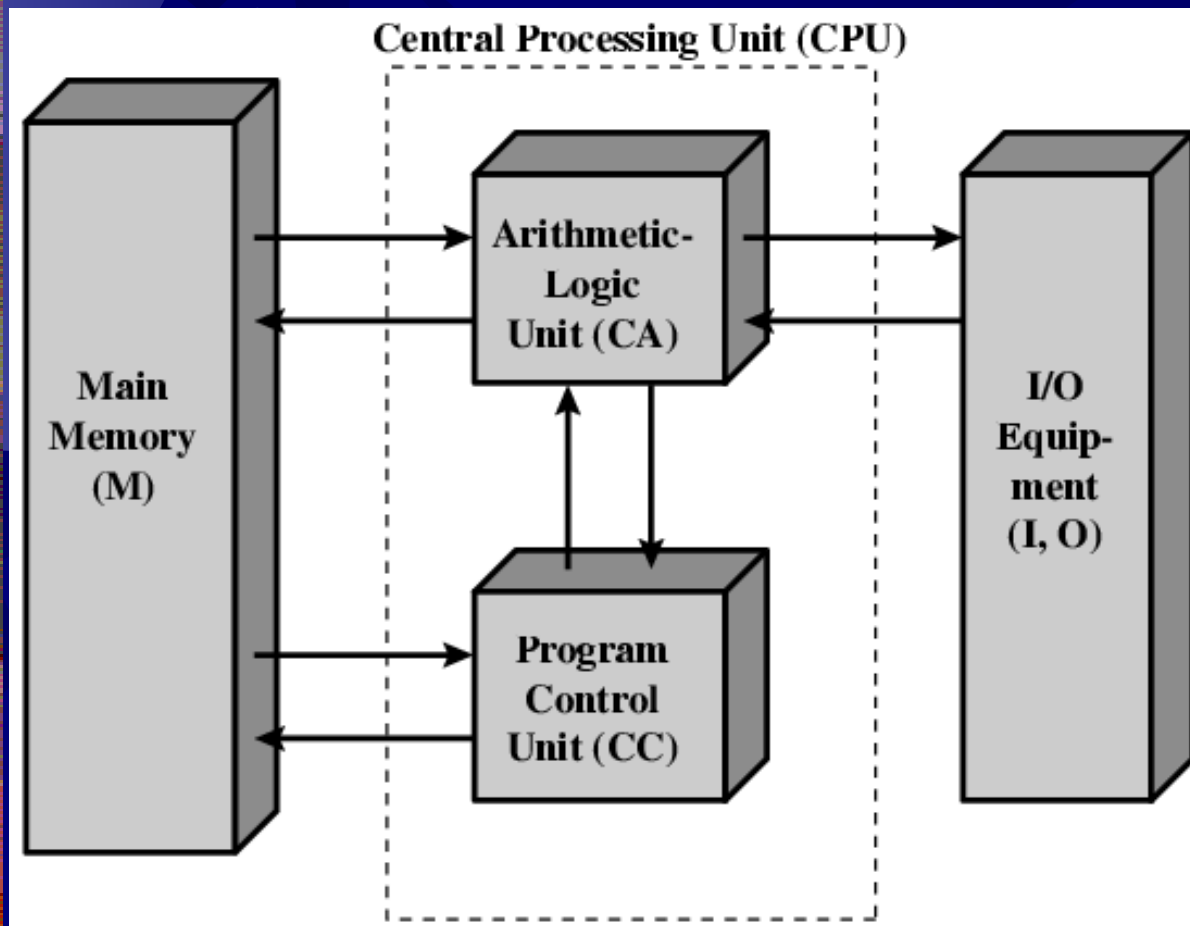 Central Processing Unit (CPU)
Main
Memory
(M)
Arithmetic-
Logic
Unit (CA)
Program
Control
Unit (CC)
I/O
Equip-
ment
(I, O)